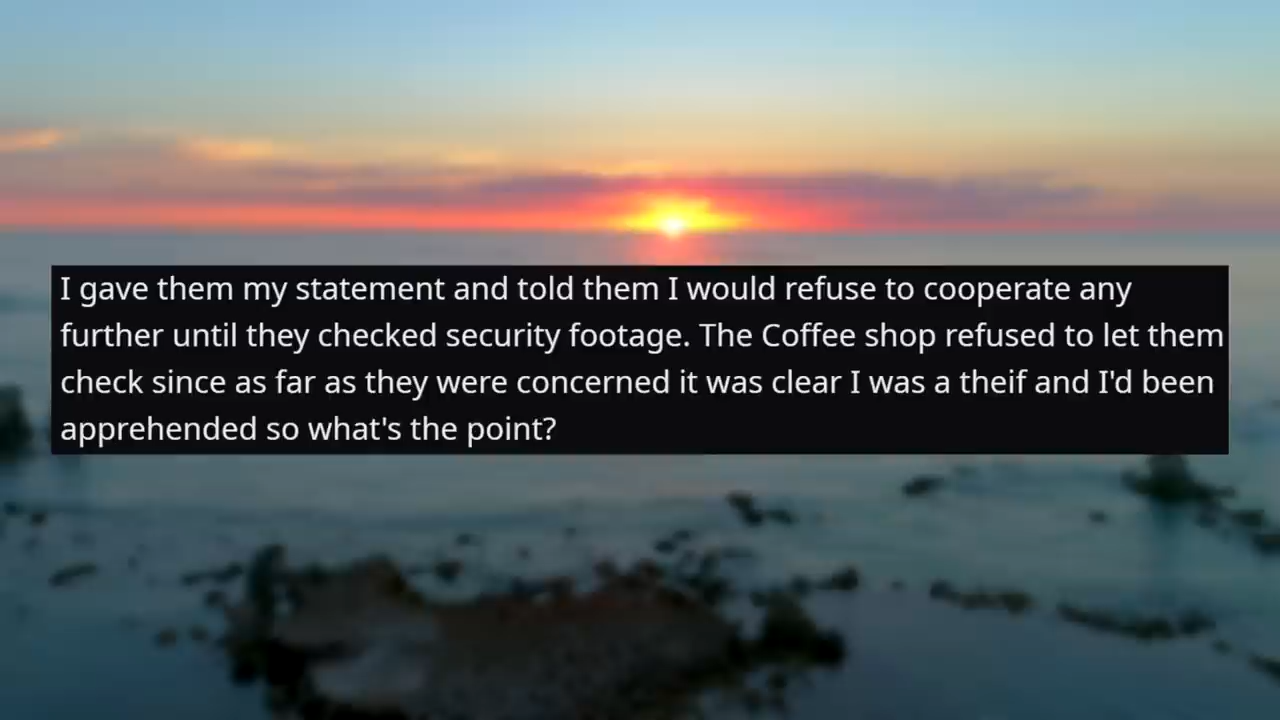 I gave them my statement and told them I would refuse to cooperate any
further until they checked security footage. The Coffee shop refused to let them
check since as far as they were concerned it was clear I was a theif and I'd been
apprehended so what's the point?